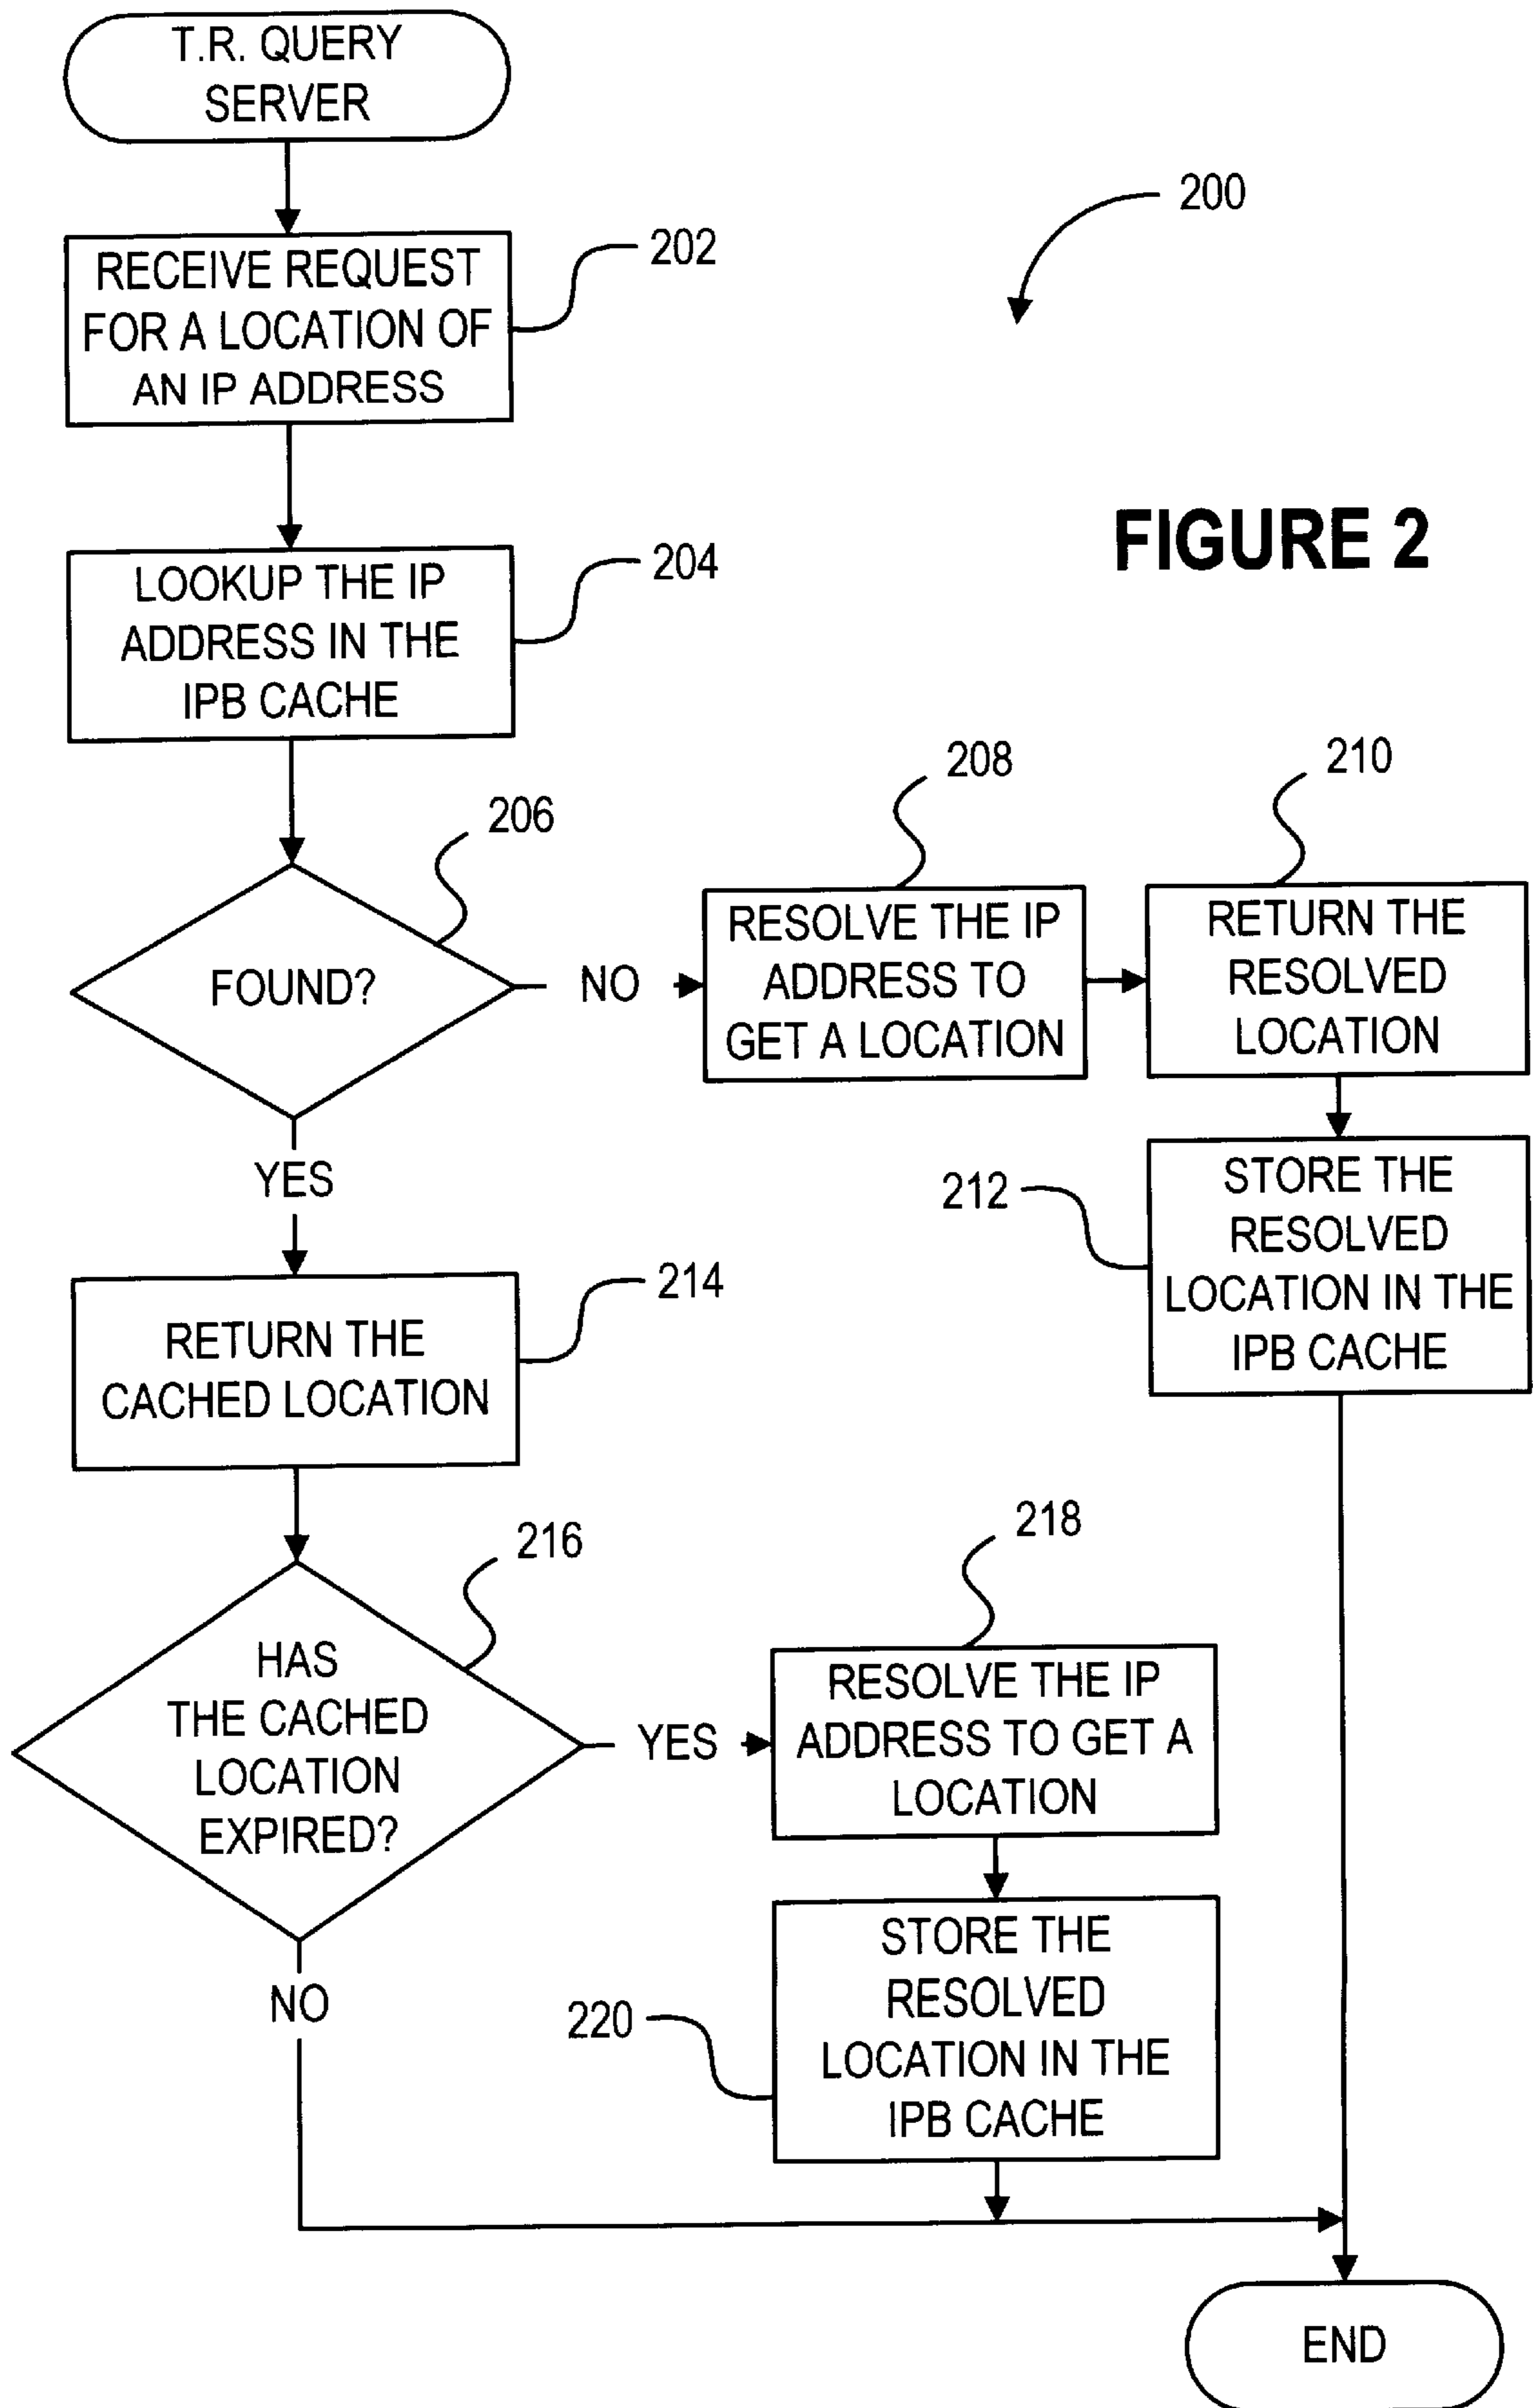 T.R. QUERY
SERVER
200
RECEIVE REQUEST
FOR A LOCATION OF
AN IP ADDRESS
202
FIGURE 2
LOOKUP THE IP
ADDRESS IN THE
IPB CACHE
204
206
FOUND?
NO
208
RESOLVE THE IP
ADDRESS TO
GET A LOCATION
210
RETURN THE
RESOLVED
LOCATION
212
STORE THE
RESOLVED
LOCATION IN THE
IPB CACHE
YES
214
RETURN THE
CACHED LOCATION
216
HAS
THE CACHED
LOCATION
EXPIRED?
YES
218
RESOLVE THE IP
ADDRESS TO GET A
LOCATION
220
STORE THE
RESOLVED
LOCATION IN THE
IPB CACHE
NO
END